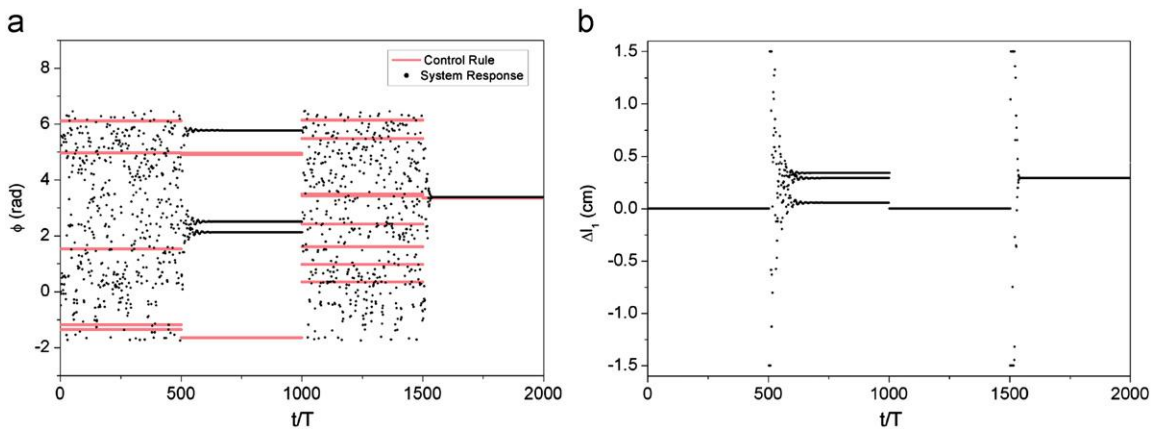 a
b
Control Rule
System Response
8
6
4
2
0
-2
ϕ (rad)
0
500
1000
1500
2000
t/T
1.5
1.0
0.5
0.0
-0.5
-1.0
-1.5
Δl₁ (cm)
0
500
1000
1500
2000
t/T